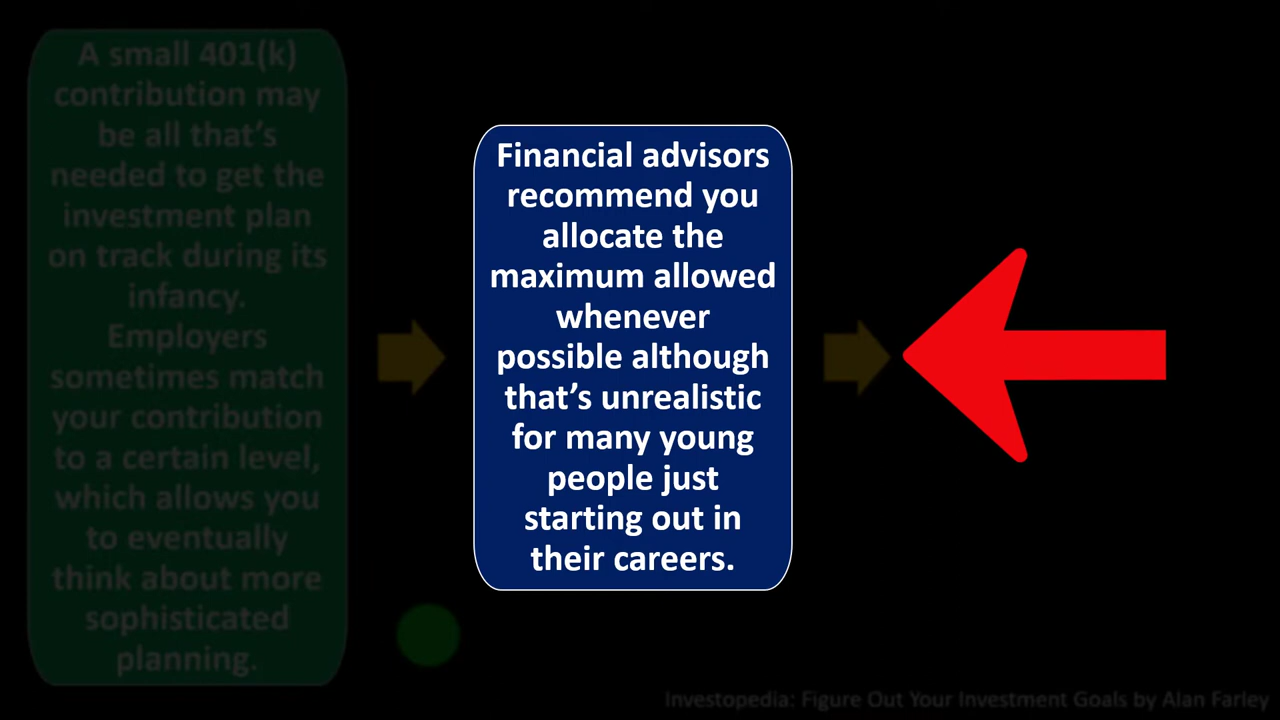 A small 401(k)
contribution may
be all that's
needed to get the
investment plan
on track during its
infancy.
Employers
sometimes match
your contribution
to a certain level,
which allows you
to eventually
think about more
sophisticated
planning.
Financial advisors
recommend you
allocate the
maximum allowed
whenever
possible although
that's unrealistic
for many young
people just
starting out in
their careers.
Investopedia: Figure Out Your Investment Goals by Alan Farley